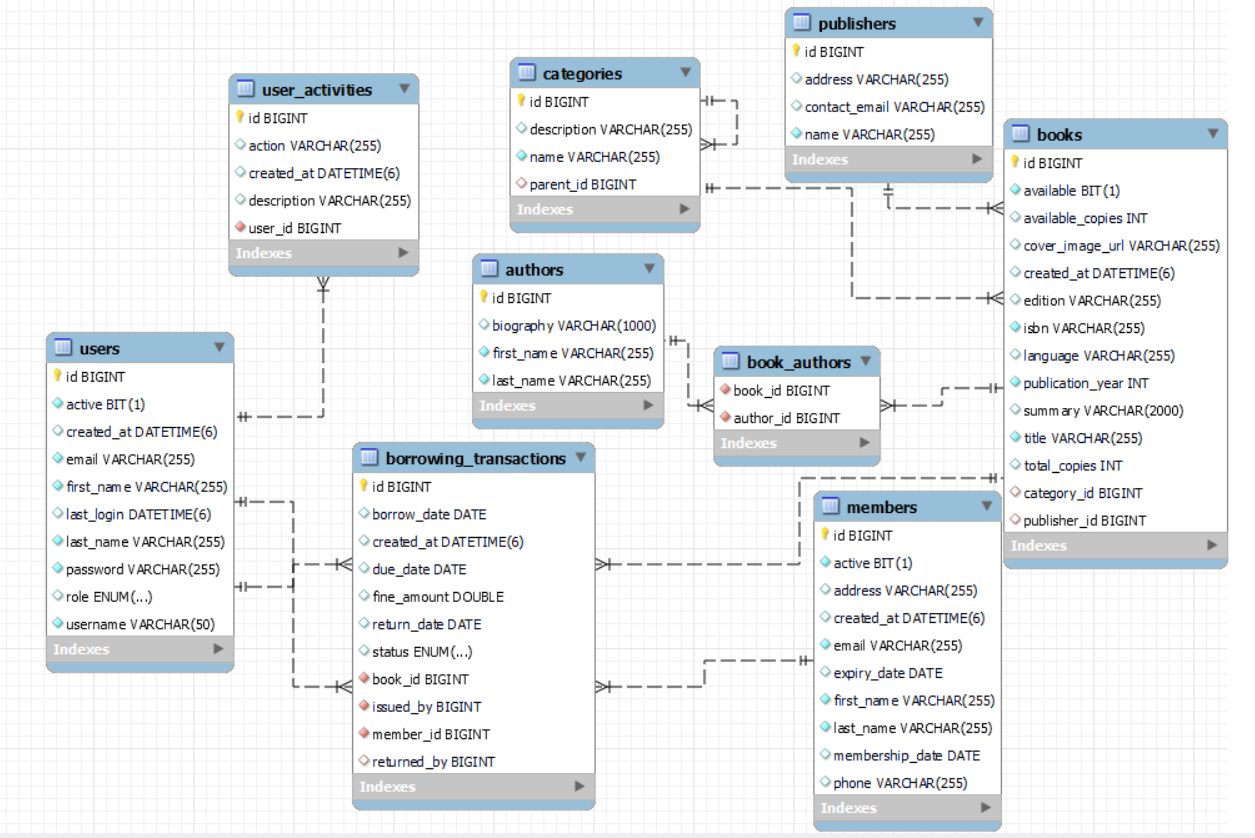 publishers
id BIGINT
address VARCHAR(255)
contact_email VARCHAR(255)
name VARCHAR(255)
Indexes
categories
id BIGINT
description VARCHAR(255)
name VARCHAR(255)
parent_id BIGINT
Indexes
user_activities
id BIGINT
action VARCHAR(255)
created_at DATETIME(6)
description VARCHAR(255)
user_id BIGINT
Indexes
books
id BIGINT
available BIT(1)
available_copies INT
cover_image_url VARCHAR(255)
created_at DATETIME(6)
edition VARCHAR(255)
isbn VARCHAR(255)
language VARCHAR(255)
publication_year INT
summary VARCHAR(2000)
title VARCHAR(255)
total_copies INT
category_id BIGINT
publisher_id BIGINT
Indexes
authors
id BIGINT
biography VARCHAR(1000)
first_name VARCHAR(255)
last_name VARCHAR(255)
Indexes
users
id BIGINT
active BIT(1)
created_at DATETIME(6)
email VARCHAR(255)
first_name VARCHAR(255)
last_login DATETIME(6)
last_name VARCHAR(255)
password VARCHAR(255)
role ENUM(...)
username VARCHAR(50)
Indexes
book_authors
book_id BIGINT
author_id BIGINT
Indexes
borrowing_transactions
id BIGINT
borrow_date DATE
created_at DATETIME(6)
due_date DATE
fine_amount DOUBLE
return_date DATE
status ENUM(...)
book_id BIGINT
issued_by BIGINT
member_id BIGINT
returned_by BIGINT
Indexes
members
id BIGINT
active BIT(1)
address VARCHAR(255)
created_at DATETIME(6)
email VARCHAR(255)
expiry_date DATE
first_name VARCHAR(255)
last_name VARCHAR(255)
membership_date DATE
phone VARCHAR(255)
Indexes